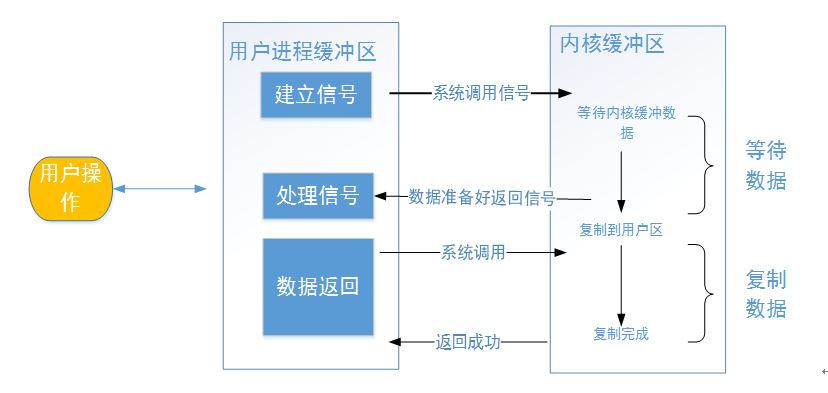 用户进程缓冲区
内核缓冲区
建立信号
系统调用信号
等待内核缓冲数
据
等待
数据
用户操
作
处理信号
数据准备好返回信号
复制到用户区
系统调用
数据返回
复制
数据
复制完成
返回成功